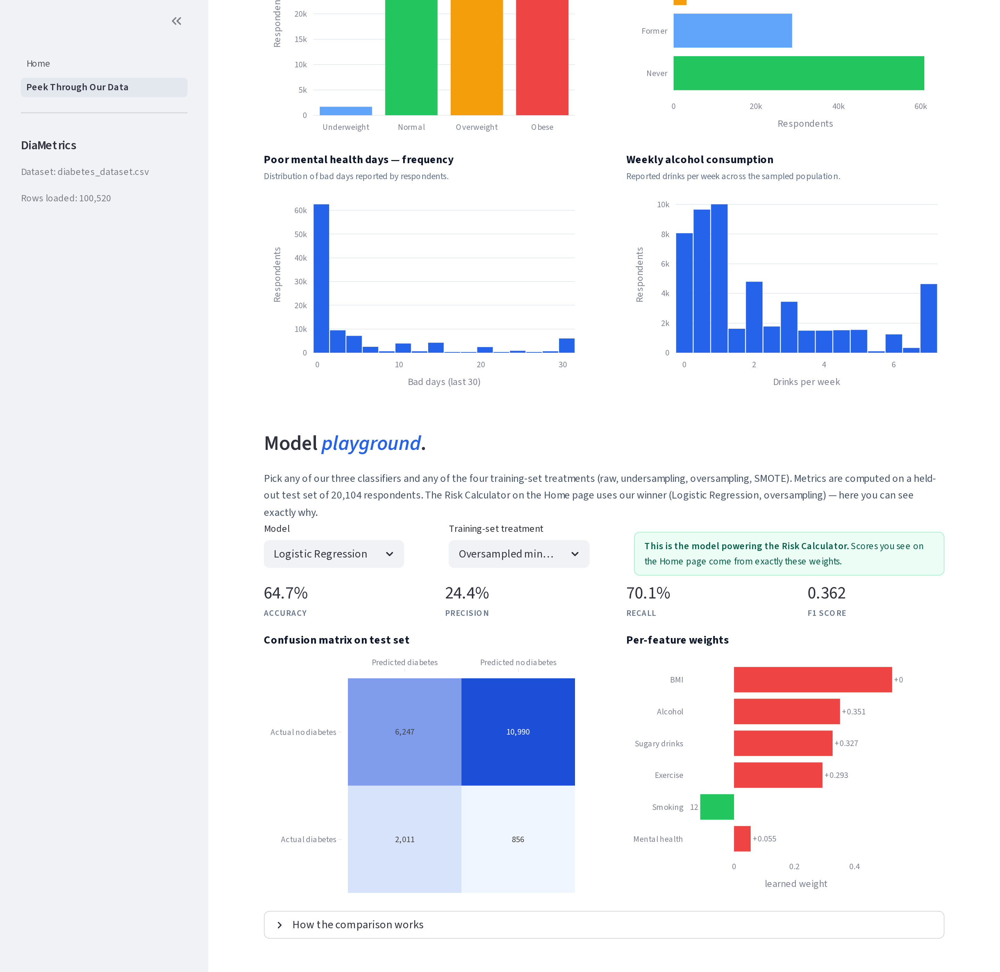 Home
Peek Through Our Data
DiaMetrics
Dataset: diabetes_dataset.csv
Rows loaded: 100,520
Responden
20k
15k
10k
5k
0
Underweight
Normal
Overweight
Obese
Former
Never
0
20k
40k
60k
Respondents
Poor mental health days — frequency
Distribution of bad days reported by respondents.
60k
50k
40k
30k
20k
10k
0
Respondents
0
10
20
30
Bad days (last 30)
Weekly alcohol consumption
Reported drinks per week across the sampled population.
10k
8k
6k
4k
2k
0
Respondents
0
2
4
6
Drinks per week
Model playground.
Pick any of our three classifiers and any of the four training-set treatments (raw, undersampling, oversampling, SMOTE). Metrics are computed on a held-
out test set of 20,104 respondents. The Risk Calculator on the Home page uses our winner (Logistic Regression, oversampling) — here you can see
exactly why.
Model
Logistic Regression
Training-set treatment
Oversampled min...
This is the model powering the Risk Calculator. Scores you see on
the Home page come from exactly these weights.
64.7%
ACCURACY
24.4%
PRECISION
70.1%
RECALL
0.362
F1 SCORE
Confusion matrix on test set
Predicted diabetes
Predicted no diabetes
Actual no diabetes
6,247
10,990
Actual diabetes
2,011
856
Per-feature weights
BMI
+0
Alcohol
+0.351
Sugary drinks
+0.327
Exercise
+0.293
Smoking
12
Mental health
+0.055
0
0.2
0.4
learned weight
How the comparison works